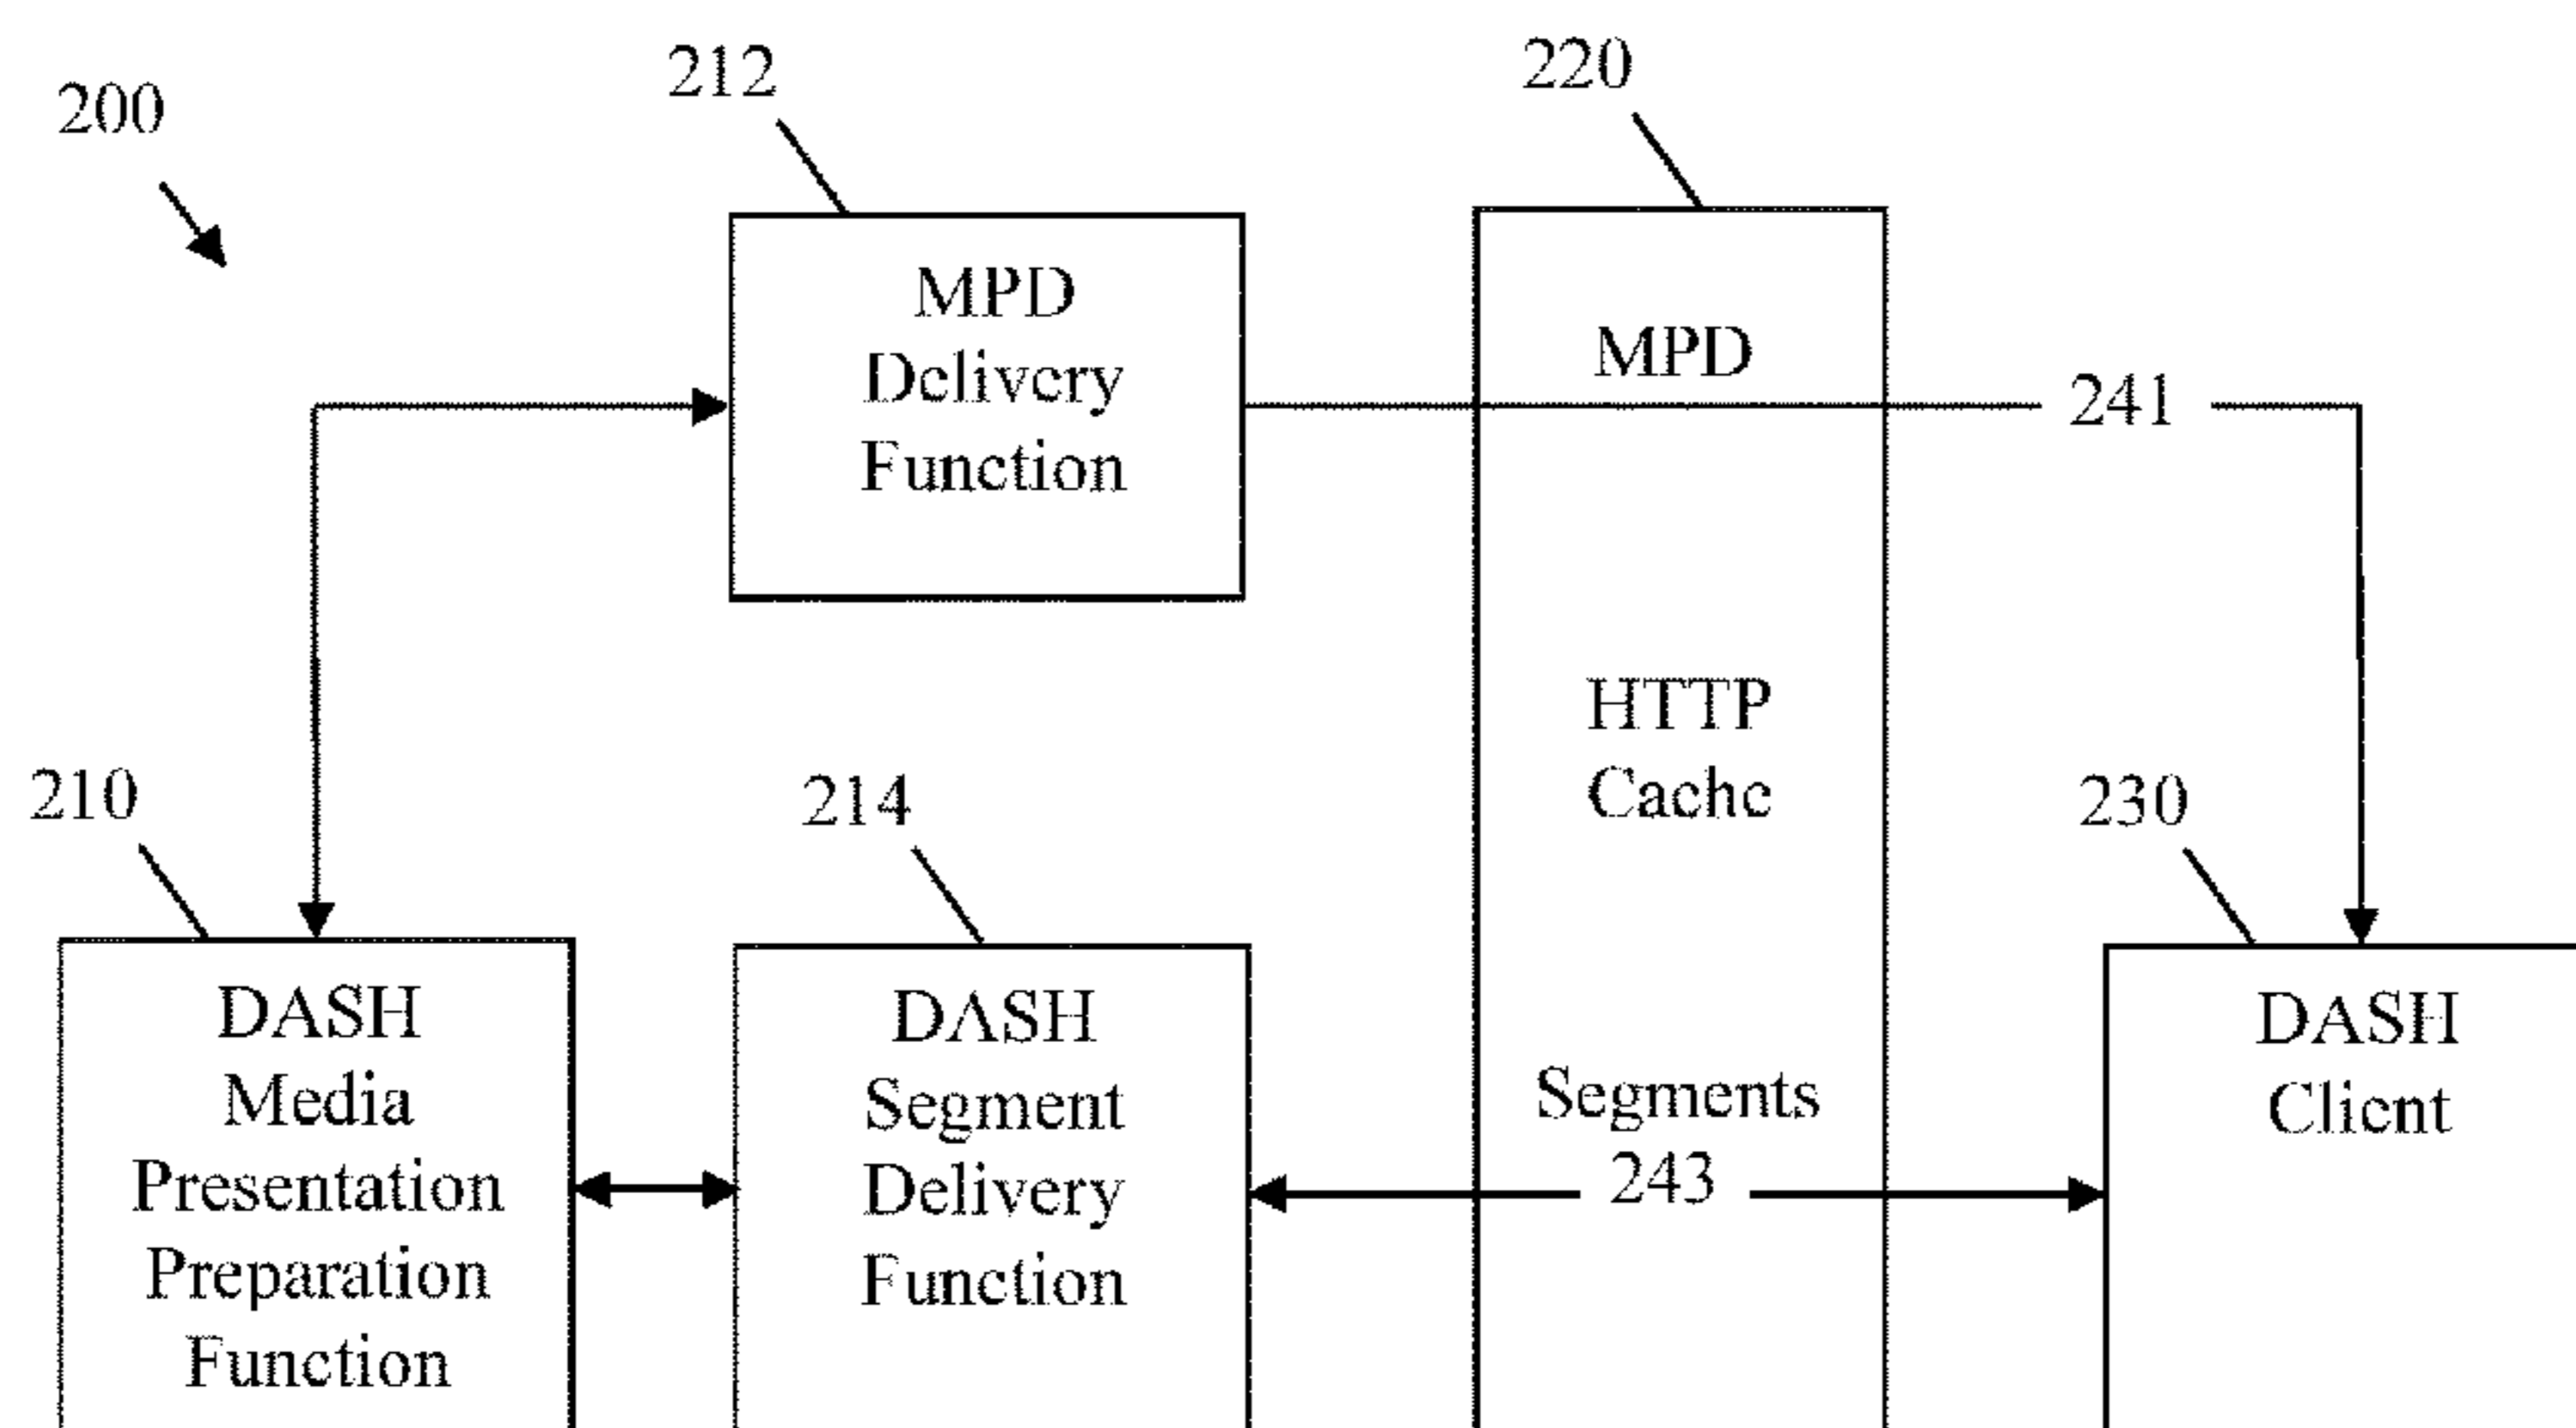 200
212
220
MPD
Delivery
Function
MPD
241
HTTP
Cache
210
214
230
DASH
Media
Presentation
Preparation
Function
DASH
Segment
Delivery
Function
Segments
243
DASH
Client